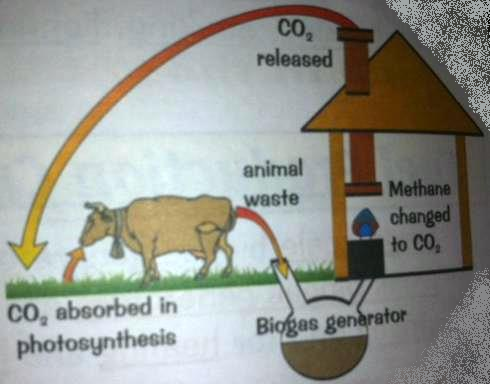 CO₂
released
animal
waste
Methane
changed
to CO₂
CO₂ absorbed in
photosynthesis
Biogas generator